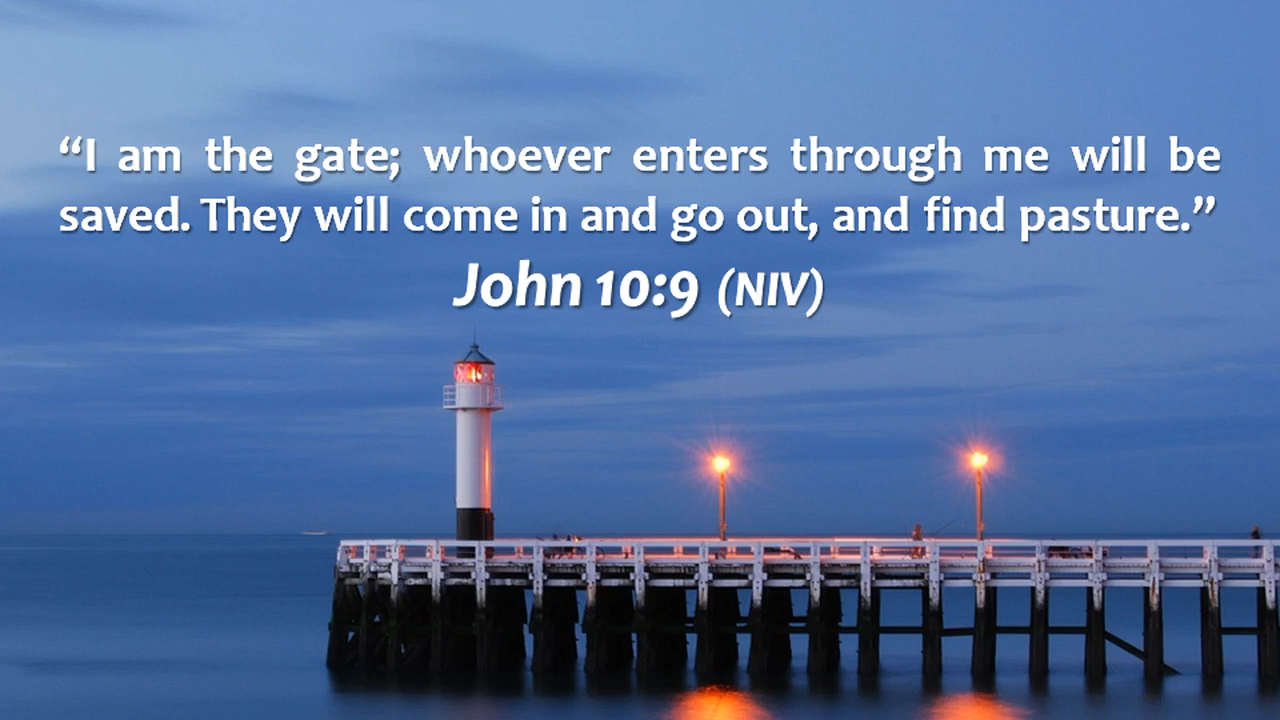 “I am the gate; whoever enters through me will be
saved. They will come in and go out, and find pasture.”
John 10:9 (NIV)